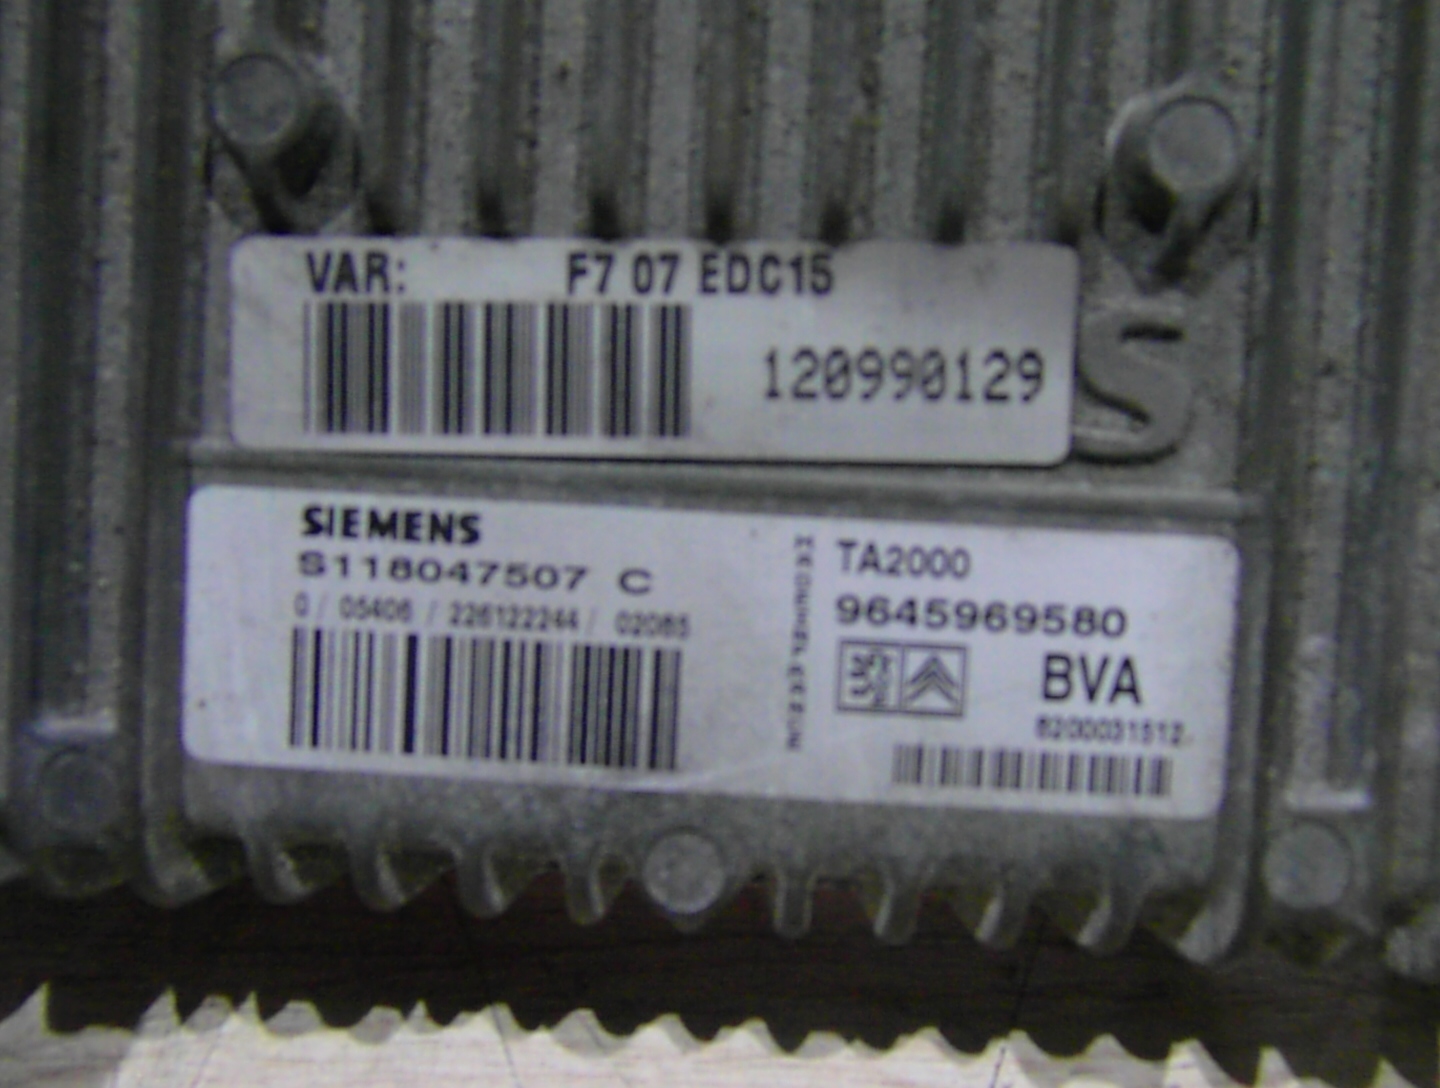 VAR: F7 07 EDC15
120990129
S
SIEMENS
S118047507 C
0 / 05406 / 226122244 / 02085
TA2000
9645969580
BVA
8200031512